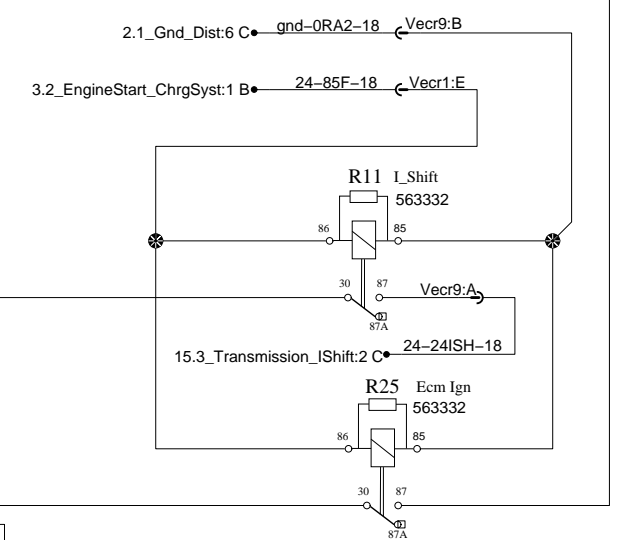 2.1_Gnd_Dist:6 C
gnd-0RA2-18
Vecr9:B
3.2_EngineStart_ChrgSyst:1 B
24-85F-18
Vecr1:E
R11 I_Shift
563332
86
85
30
87
Vecr9:A
87A
15.3_Transmission_IShift:2 C
24-24ISH-18
R25 Ecm Ign
563332
86
85
30
87
87A